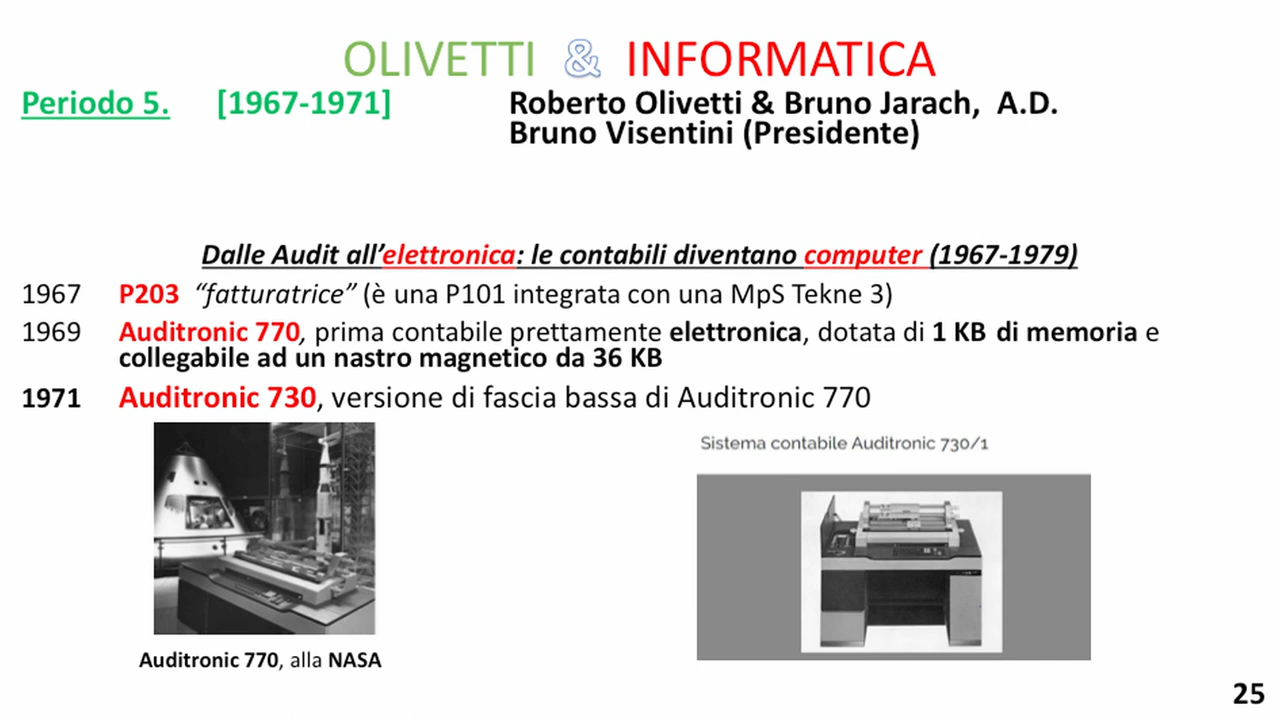 OLIVETTI & INFORMATICA
Periodo 5. [1967-1971] Roberto Olivetti & Bruno Jarach, A.D.
Bruno Visentini (Presidente)
Dalle Audit all’elettronica: le contabili diventano computer (1967-1979)
1967 P203 “fatturatrice” (è una P101 integrata con una MpS Tekne 3)
1969 Auditronic 770, prima contabile prettamente elettronica, dotata di 1 KB di memoria e
collegabile ad un nastro magnetico da 36 KB
1971 Auditronic 730, versione di fascia bassa di Auditronic 770
Sistema contabile Auditronic 730/1
Auditronic 770, alla NASA
25